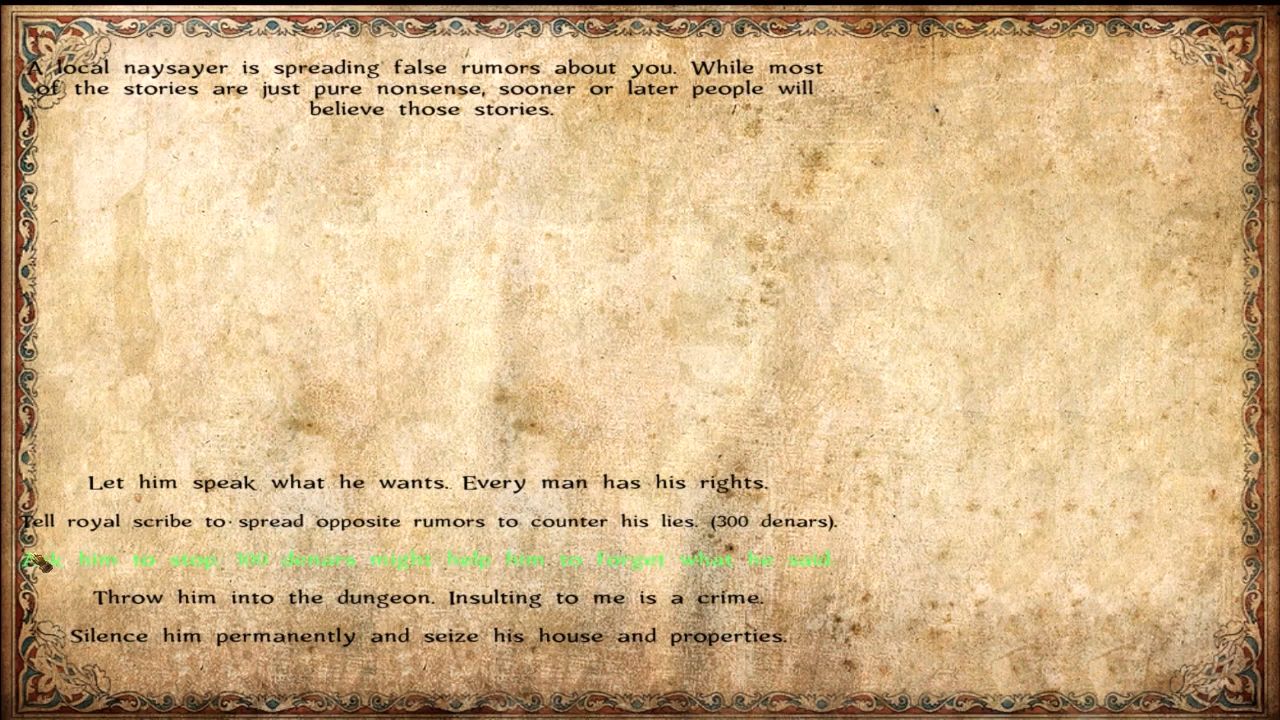 A local naysayer is spreading false rumors about you. While most
of the stories are just pure nonsense, sooner or later people will
believe those stories.
Let him speak what he wants. Every man has his rights.
Tell royal scribe to spread opposite rumors to counter his lies. (300 denars).
Ask him to stop. 100 denars might help him to forget what he said.
Throw him into the dungeon. Insulting to me is a crime.
Silence him permanently and seize his house and properties.